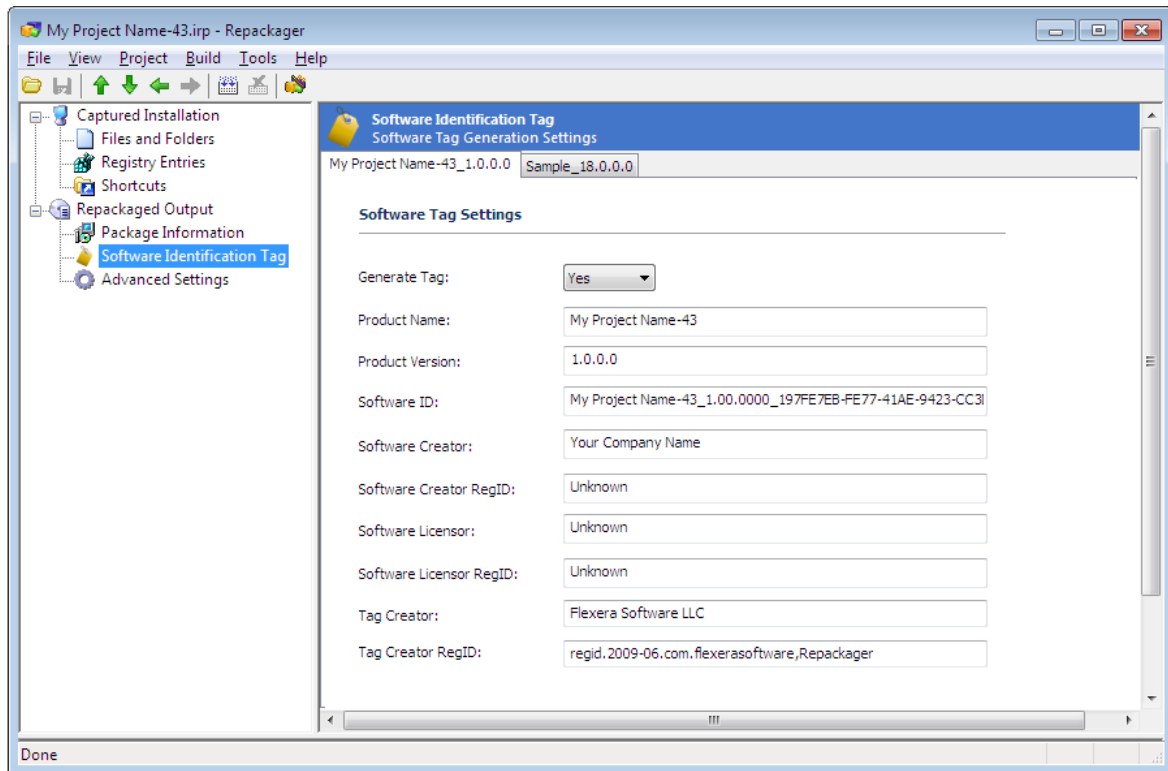 My Project Name-43.irp - Repackager
File View Project Build Tools Help
Captured Installation
Files and Folders
Registry Entries
Shortcuts
Repackaged Output
Package Information
Software Identification Tag
Advanced Settings
Software Identification Tag
Software Tag Generation Settings
My Project Name-43_1.0.0.0 Sample_18.0.0.0
Software Tag Settings
Generate Tag: Yes
Product Name: My Project Name-43
Product Version: 1.0.0.0
Software ID: My Project Name-43_1.00.0000_197FE7EB-FE77-41AE-9423-CC3
Software Creator: Your Company Name
Software Creator RegID: Unknown
Software Licensor: Unknown
Software Licensor RegID: Unknown
Tag Creator: Flexera Software LLC
Tag Creator RegID: regid.2009-06.com.flexerasoftware,Repackager
Done